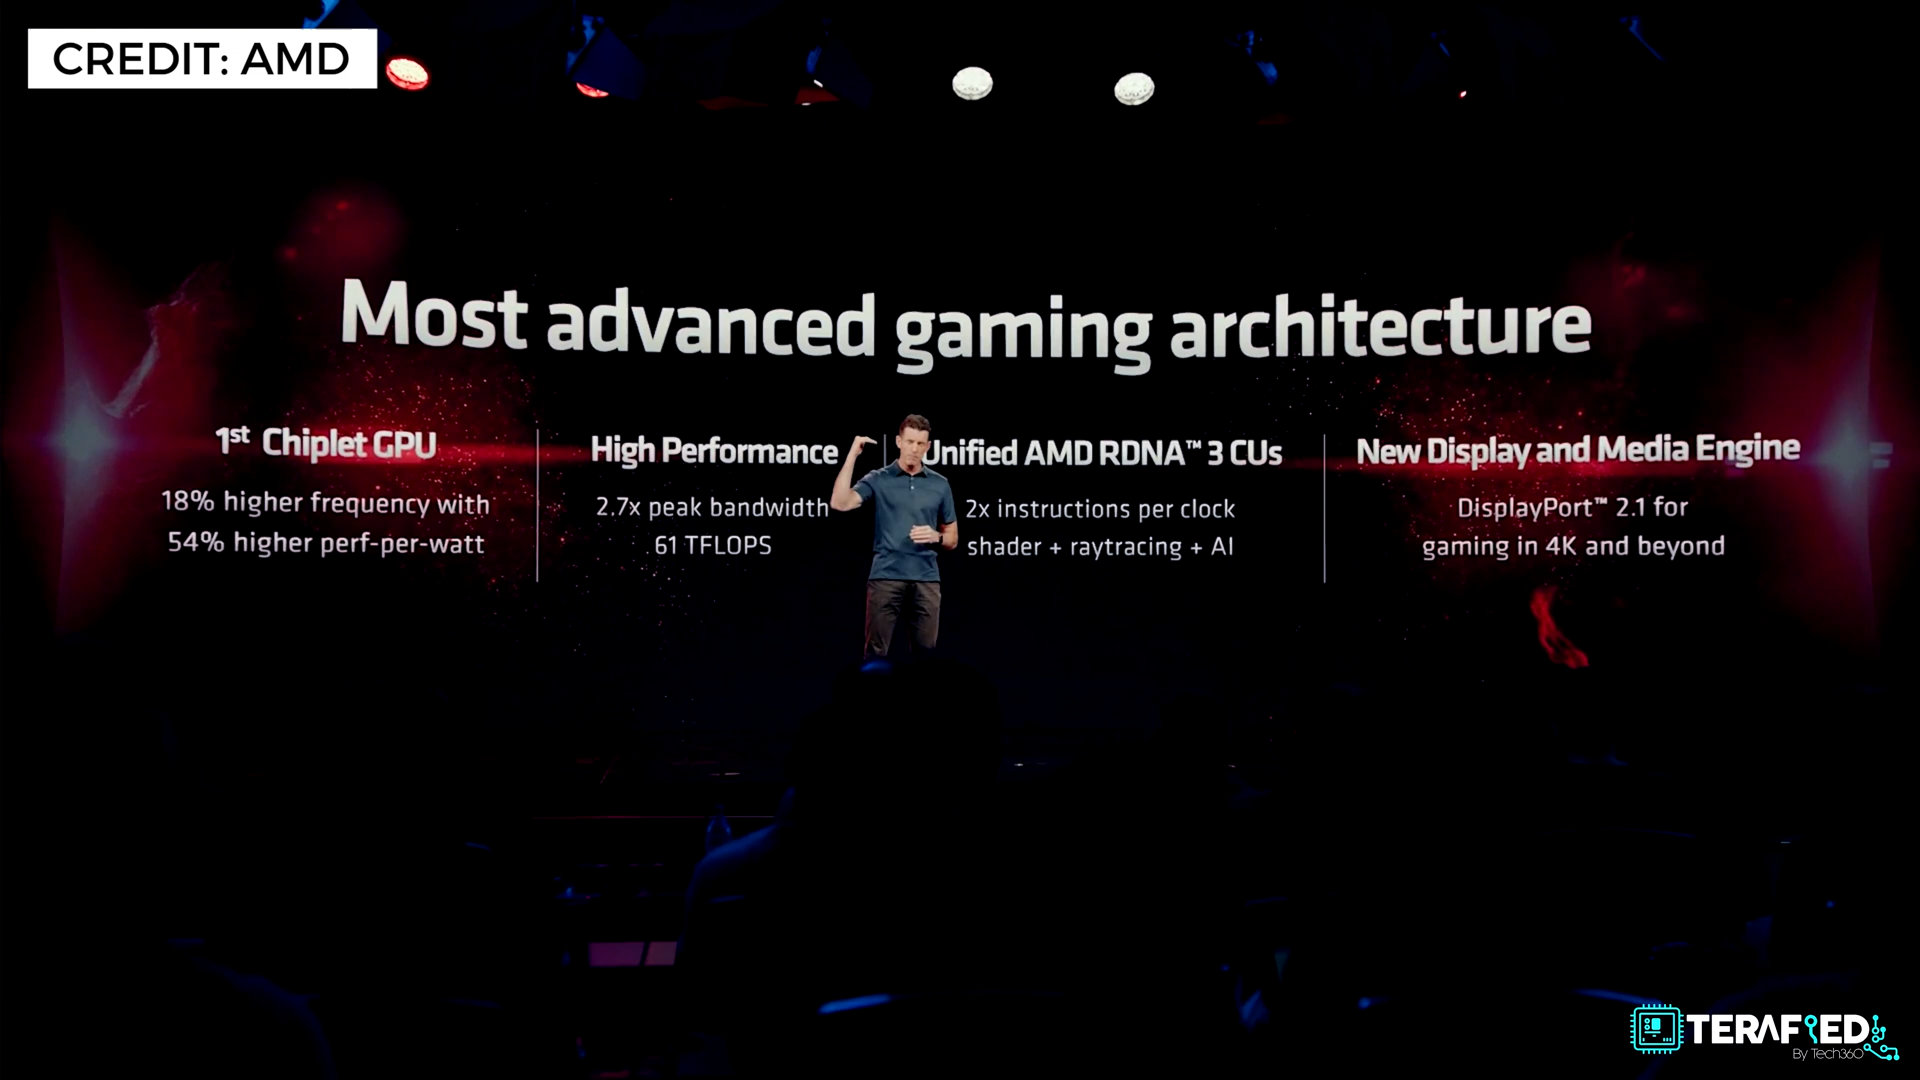 CREDIT: AMD
Most advanced gaming architecture
1st Chiplet GPU
18% higher frequency with
54% higher perf-per-watt
High Performance
2.7x peak bandwidth
61 TFLOPS
Unified AMD RDNA™ 3 CUs
2x instructions per clock
shader + raytracing + AI
New Display and Media Engine
DisplayPort™ 2.1 for
gaming in 4K and beyond
TERAFIED
By Tech360